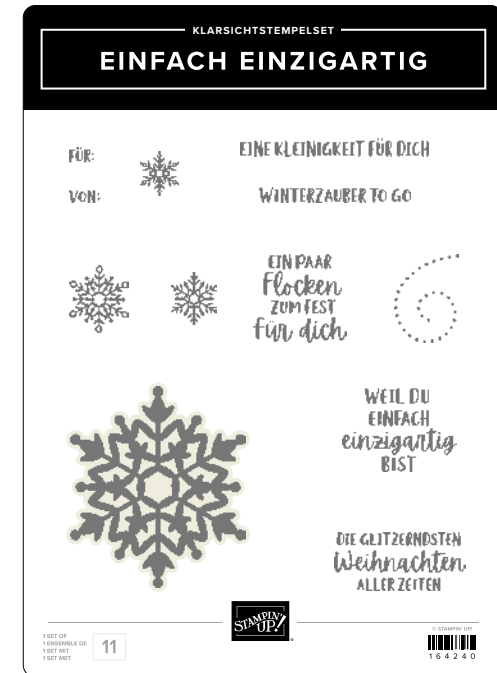 KLARSICHTSTEMPELSET
EINFACH EINZIGARTIG
FÜR:
VON:
EINE KLEINIGKEIT FÜR DICH
WINTERZAUBER TO GO
EIN PAAR
Flocken
ZUM FEST
für dich
WEIL DU
EINFACH
einzigartig
BIST
DIE GLITZERNDSTEN
Weihnachten
ALLER ZEITEN
1 SET OF
1 ENSEMBLE DE
1 SET MIT
1 SET MET
11
STAMPIN'
UP!
®
© STAMPIN' UP!
164240